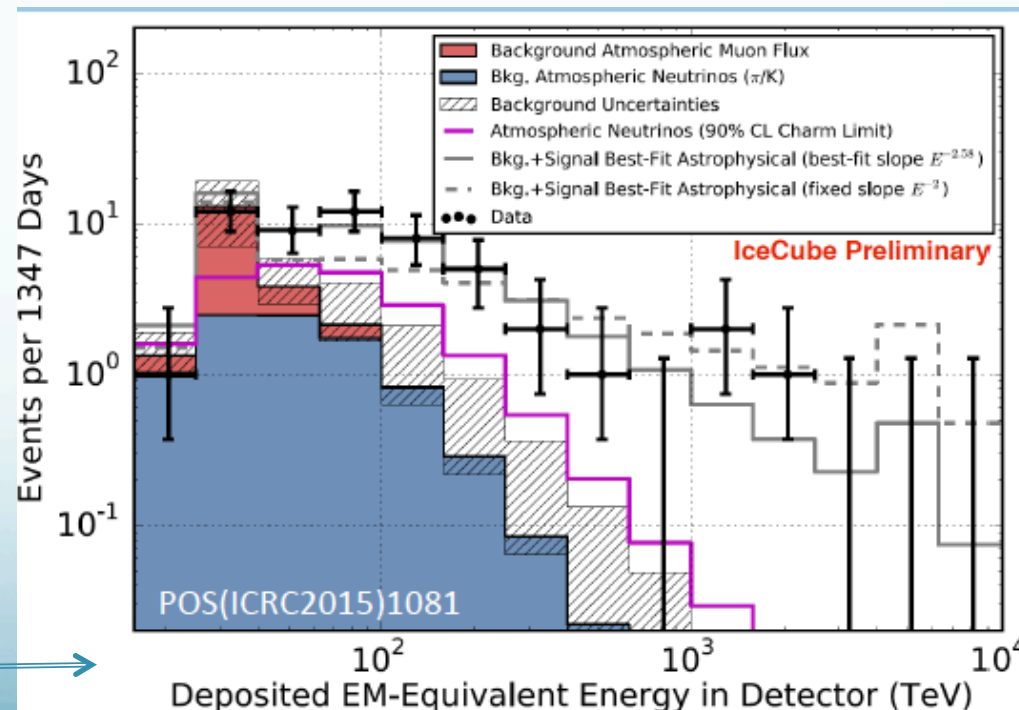 Background Atmospheric Muon Flux
Bkg. Atmospheric Neutrinos (π/K)
Background Uncertainties
Atmospheric Neutrinos (90% CL Charm Limit)
Bkg.+Signal Best-Fit Astrophysical (best-fit slope E^{-2.58})
Bkg.+Signal Best-Fit Astrophysical (fixed slope E^{-2})
Data
IceCube Preliminary
Events per 1347 Days
10^2
10^1
10^0
10^{-1}
POS(ICRC2015)1081
10^2 10^3 10^4
Deposited EM-Equivalent Energy in Detector (TeV)